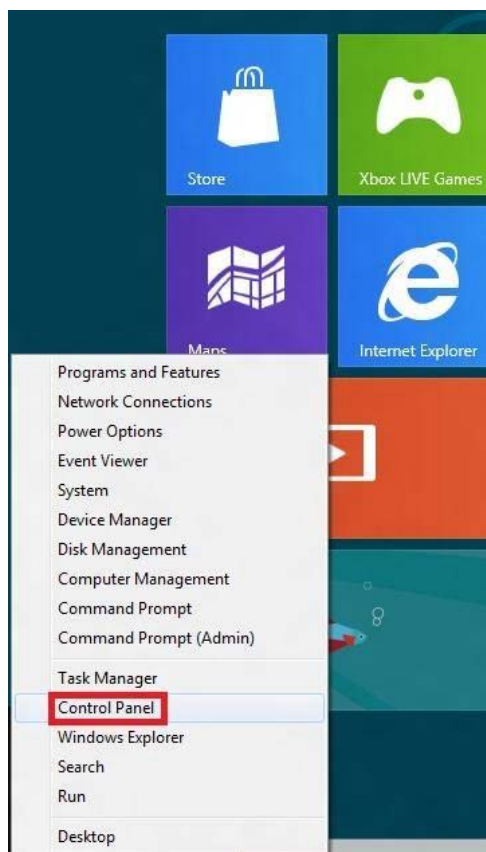 Store
Xbox LIVE Games
Maps
Internet Explorer
Programs and Features
Network Connections
Power Options
Event Viewer
System
Device Manager
Disk Management
Computer Management
Command Prompt
Command Prompt (Admin)
Task Manager
Control Panel
Windows Explorer
Search
Run
Desktop